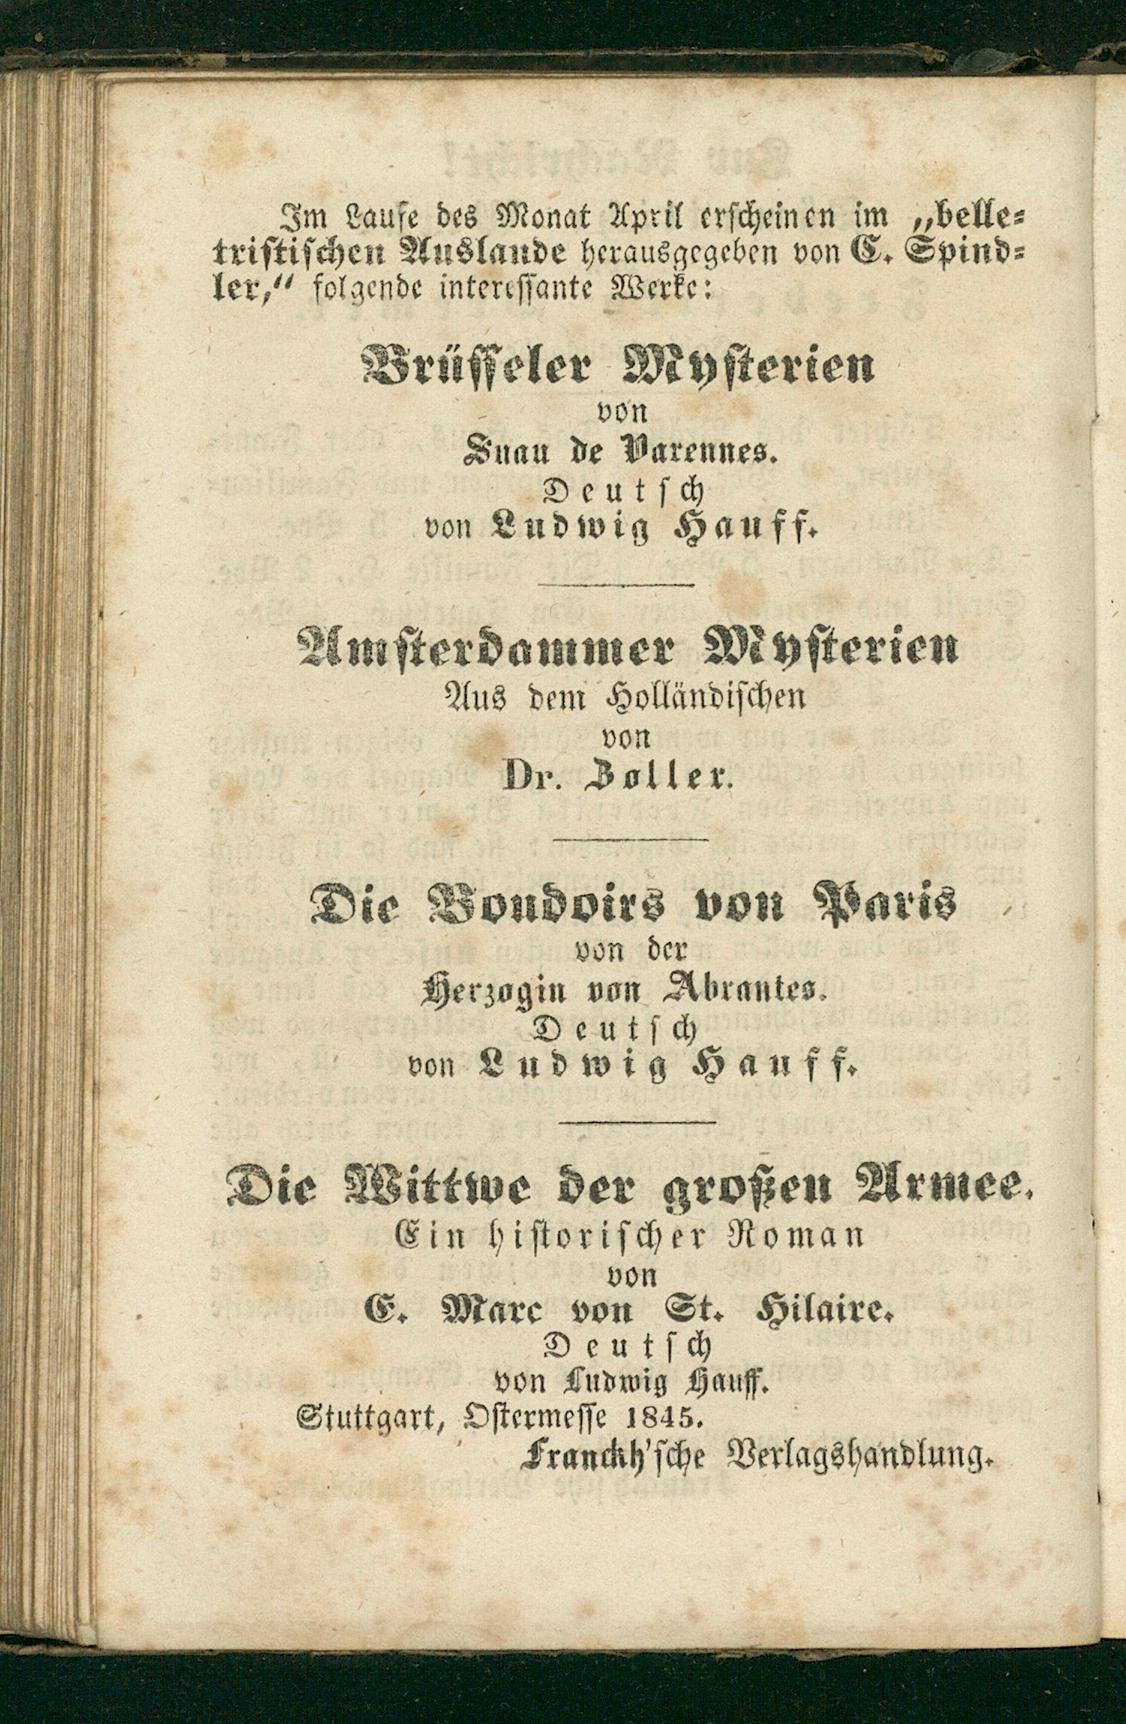 Im Laufe des Monat April erscheinen im „belle-
tristischen Auslande herausgegeben von C. Spind-
ler,“ folgende interessante Werke:
Brüsseler Mysterien
von
Suau de Varennes.
Deutsch
von Ludwig Hauff.
Amsterdammer Mysterien
Aus dem Holländischen
von
Dr. Zoller.
Die Boudoirs von Paris
von der
Herzogin von Abrantes.
Deutsch
von Ludwig Hauff.
Die Wittwe der großen Armee.
Ein historischer Roman
von
E. Marc von St. Hilaire.
Deutsch
von Ludwig Hauff.
Stuttgart, Ostermesse 1845.
Franckh'sche Verlagshandlung.